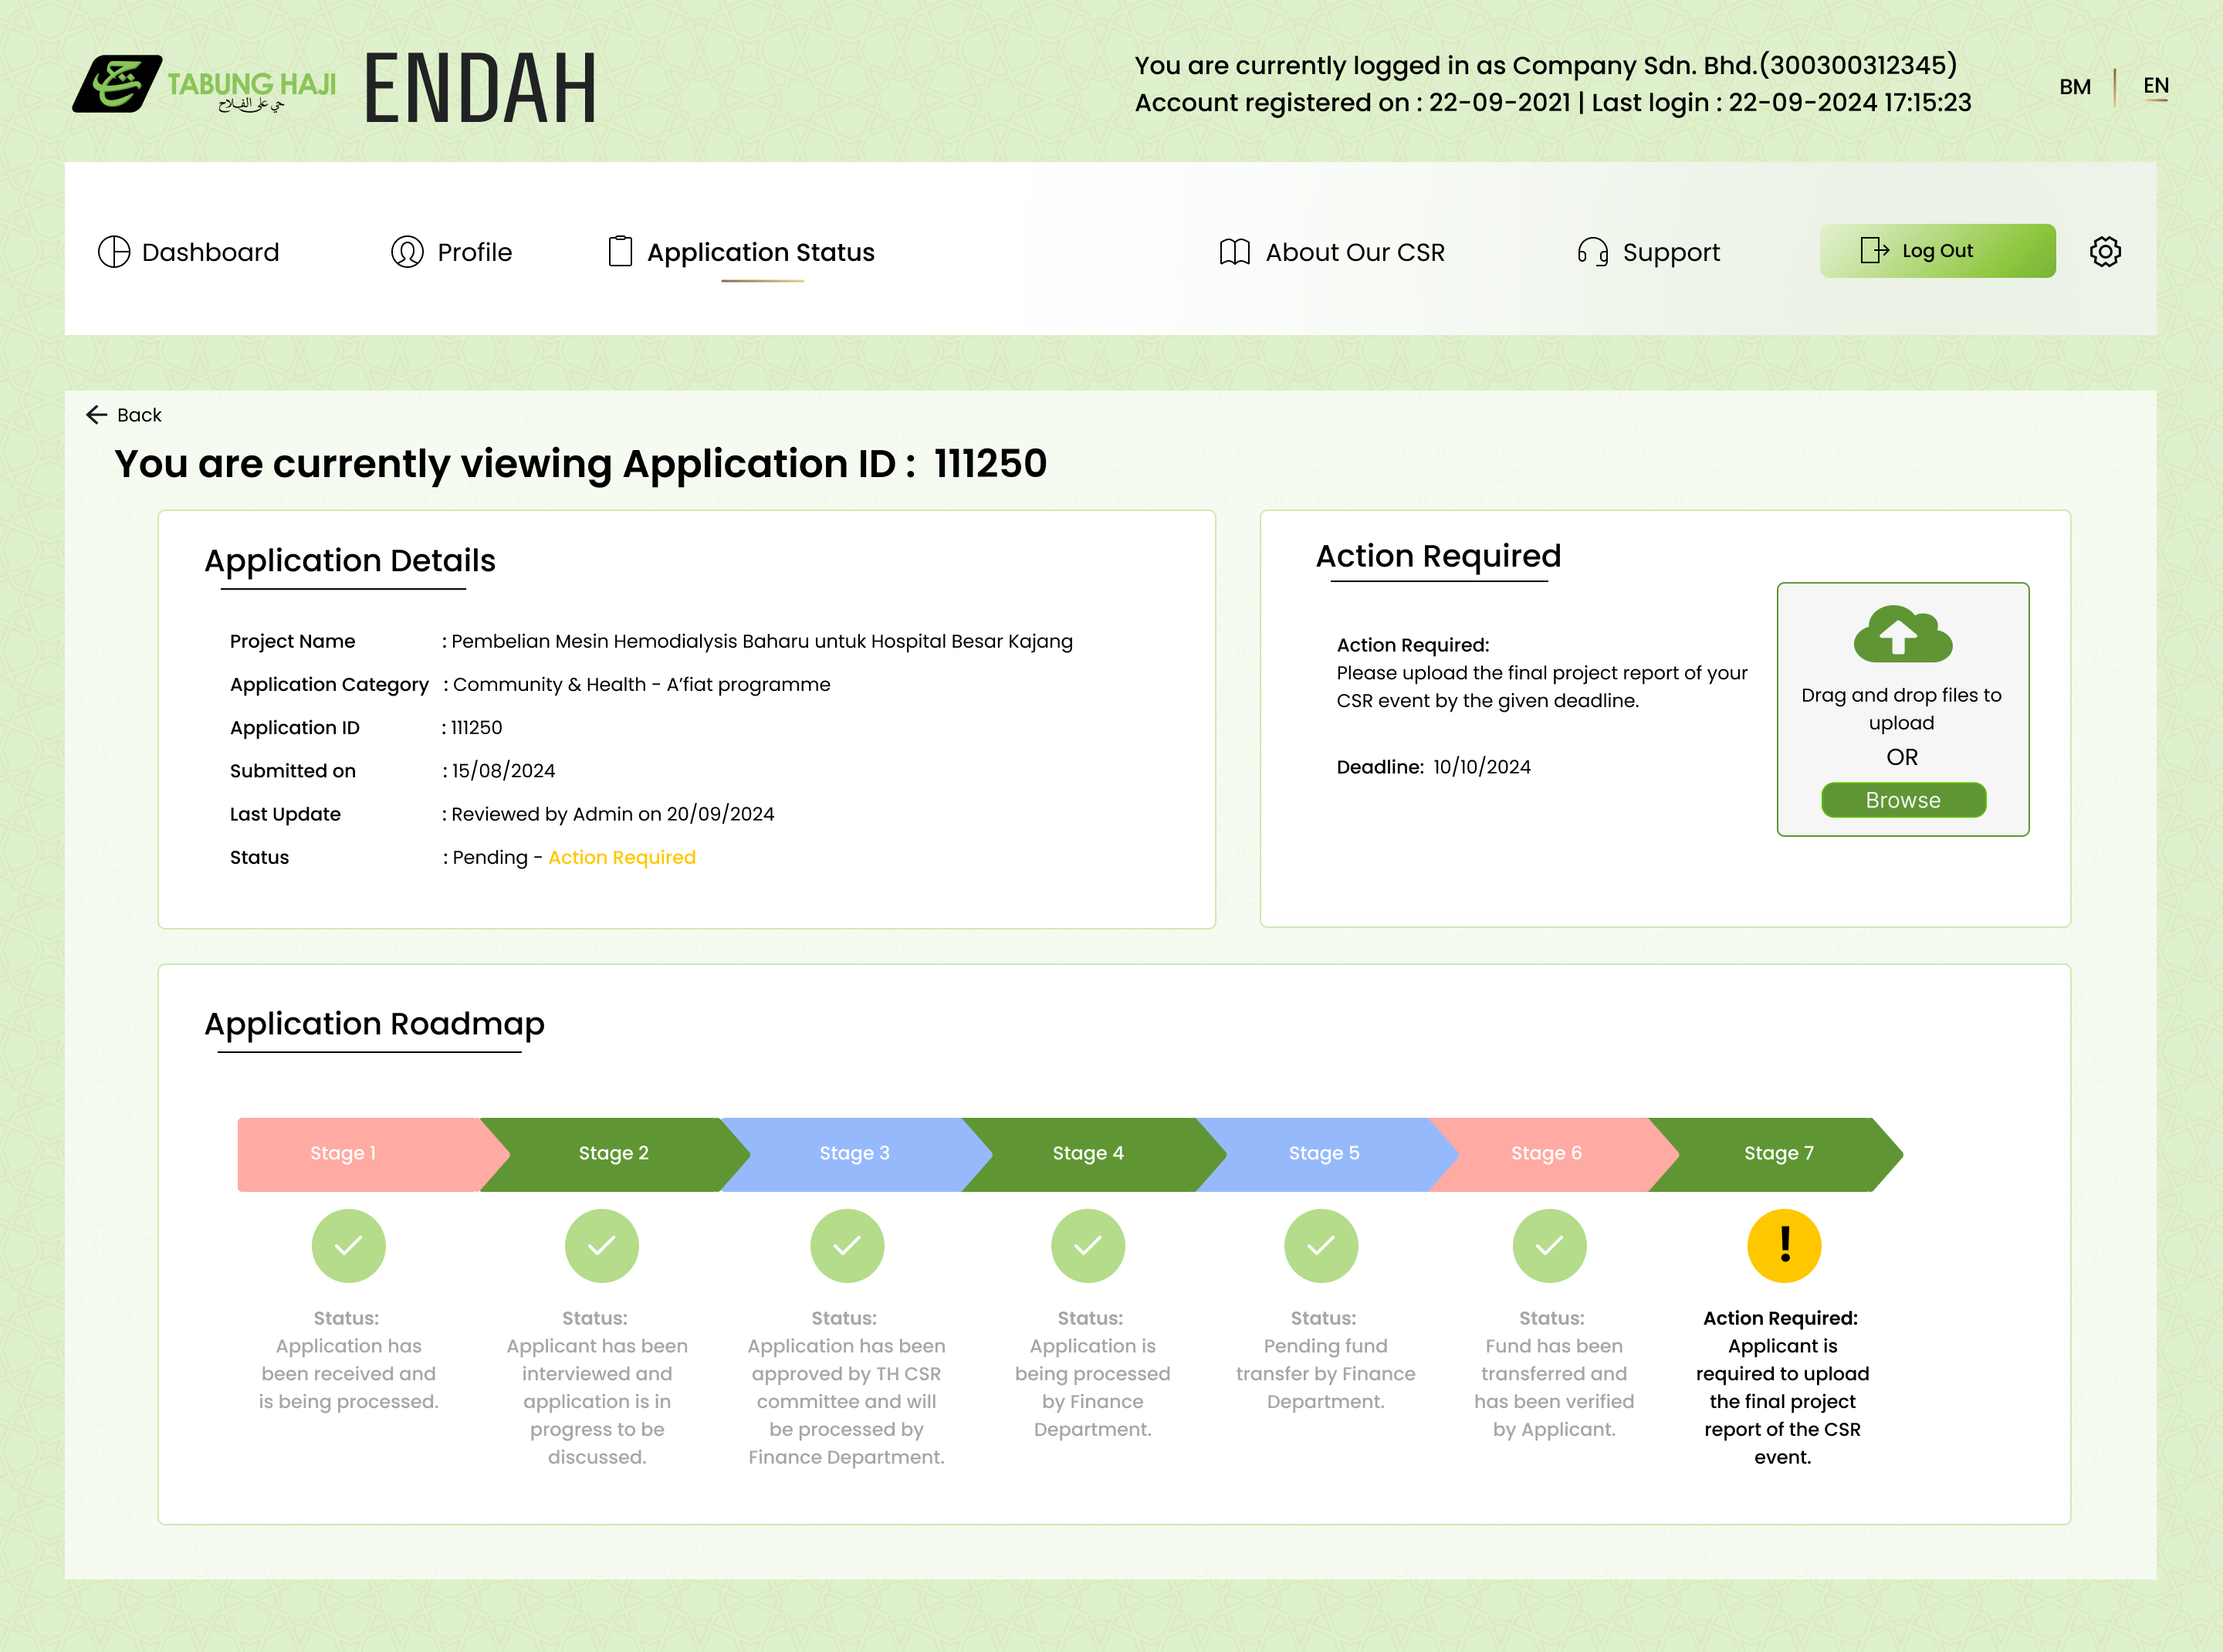 TABUNG HAJI
حي على الفلاح
ENDAH
You are currently logged in as Company Sdn. Bhd.(300300312345)
Account registered on : 22-09-2021 | Last login : 22-09-2024 17:15:23
BM
EN
Dashboard
Profile
Application Status
About Our CSR
Support
Log Out
Back
You are currently viewing Application ID : 111250
Application Details
Project Name : Pembelian Mesin Hemodialysis Baharu untuk Hospital Besar Kajang
Application Category : Community & Health - A’fiat programme
Application ID : 111250
Submitted on : 15/08/2024
Last Update : Reviewed by Admin on 20/09/2024
Status : Pending - Action Required
Action Required
Action Required:
Please upload the final project report of your
CSR event by the given deadline.
Deadline: 10/10/2024
Drag and drop files to
upload
OR
Browse
Application Roadmap
Stage 1
Stage 2
Stage 3
Stage 4
Stage 5
Stage 6
Stage 7
Status:
Application has
been received and
is being processed.
Status:
Applicant has been
interviewed and
application is in
progress to be
discussed.
Status:
Application has been
approved by TH CSR
committee and will
be processed by
Finance Department.
Status:
Application is
being processed
by Finance
Department.
Status:
Pending fund
transfer by Finance
Department.
Status:
Fund has been
transferred and
has been verified
by Applicant.
!
Action Required:
Applicant is
required to upload
the final project
report of the CSR
event.